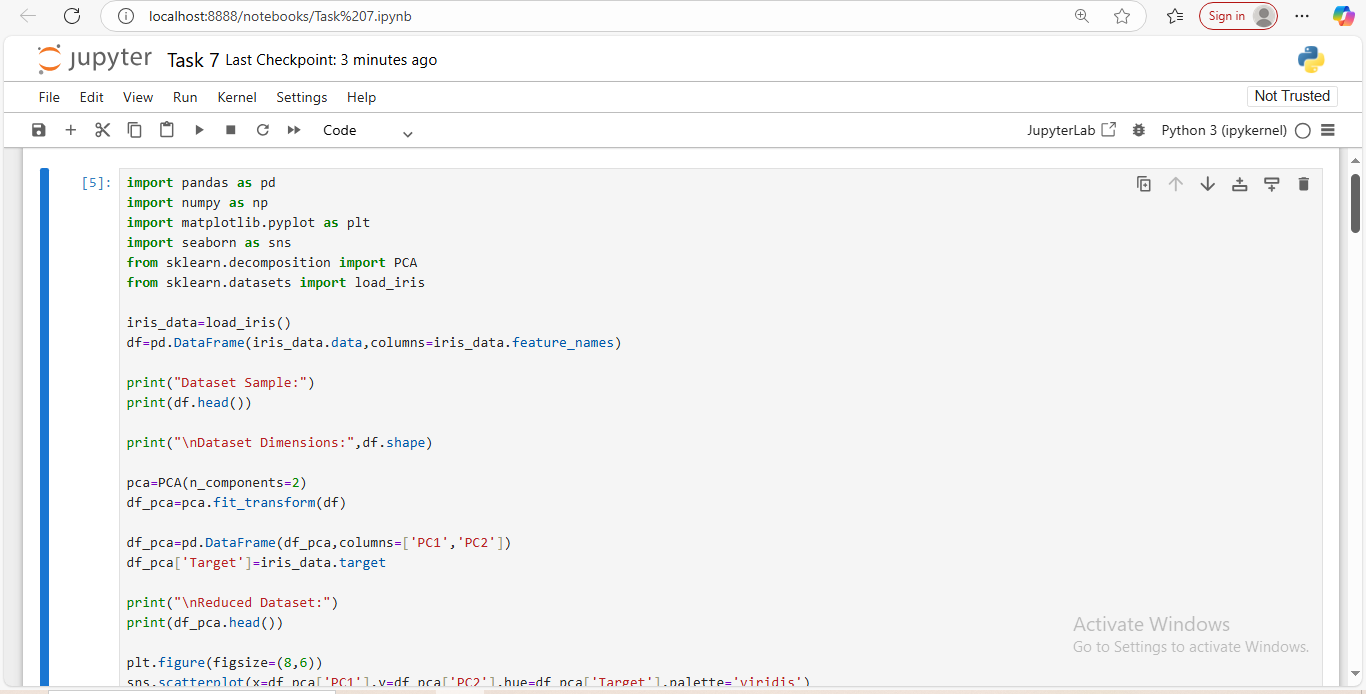 localhost:8888/notebooks/Task%207.ipynb
Sign in
jupyter Task 7 Last Checkpoint: 3 minutes ago
File Edit View Run Kernel Settings Help
Not Trusted
Code
JupyterLab
Python 3 (ipykernel)
[5]:
import pandas as pd
import numpy as np
import matplotlib.pyplot as plt
import seaborn as sns
from sklearn.decomposition import PCA
from sklearn.datasets import load_iris
iris_data=load_iris()
df=pd.DataFrame(iris_data.data,columns=iris_data.feature_names)
print("Dataset Sample:")
print(df.head())
print("\nDataset Dimensions:",df.shape)
pca=PCA(n_components=2)
df_pca=pca.fit_transform(df)
df_pca=pd.DataFrame(df_pca,columns=['PC1','PC2'])
df_pca['Target']=iris_data.target
print("\nReduced Dataset:")
print(df_pca.head())
plt.figure(figsize=(8,6))
sns.scatterplot(x=df_pca['PC1'],y=df_pca['PC2'],hue=df_pca['Target'],palette='viridis')
Activate Windows
Go to Settings to activate Windows.